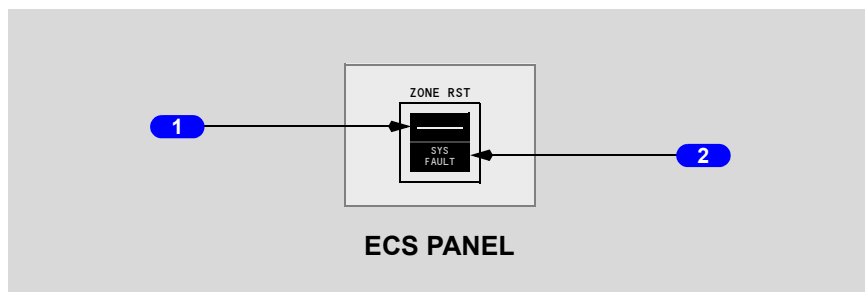 ZONE RST
1
SYS
FAULT
2
ECS PANEL